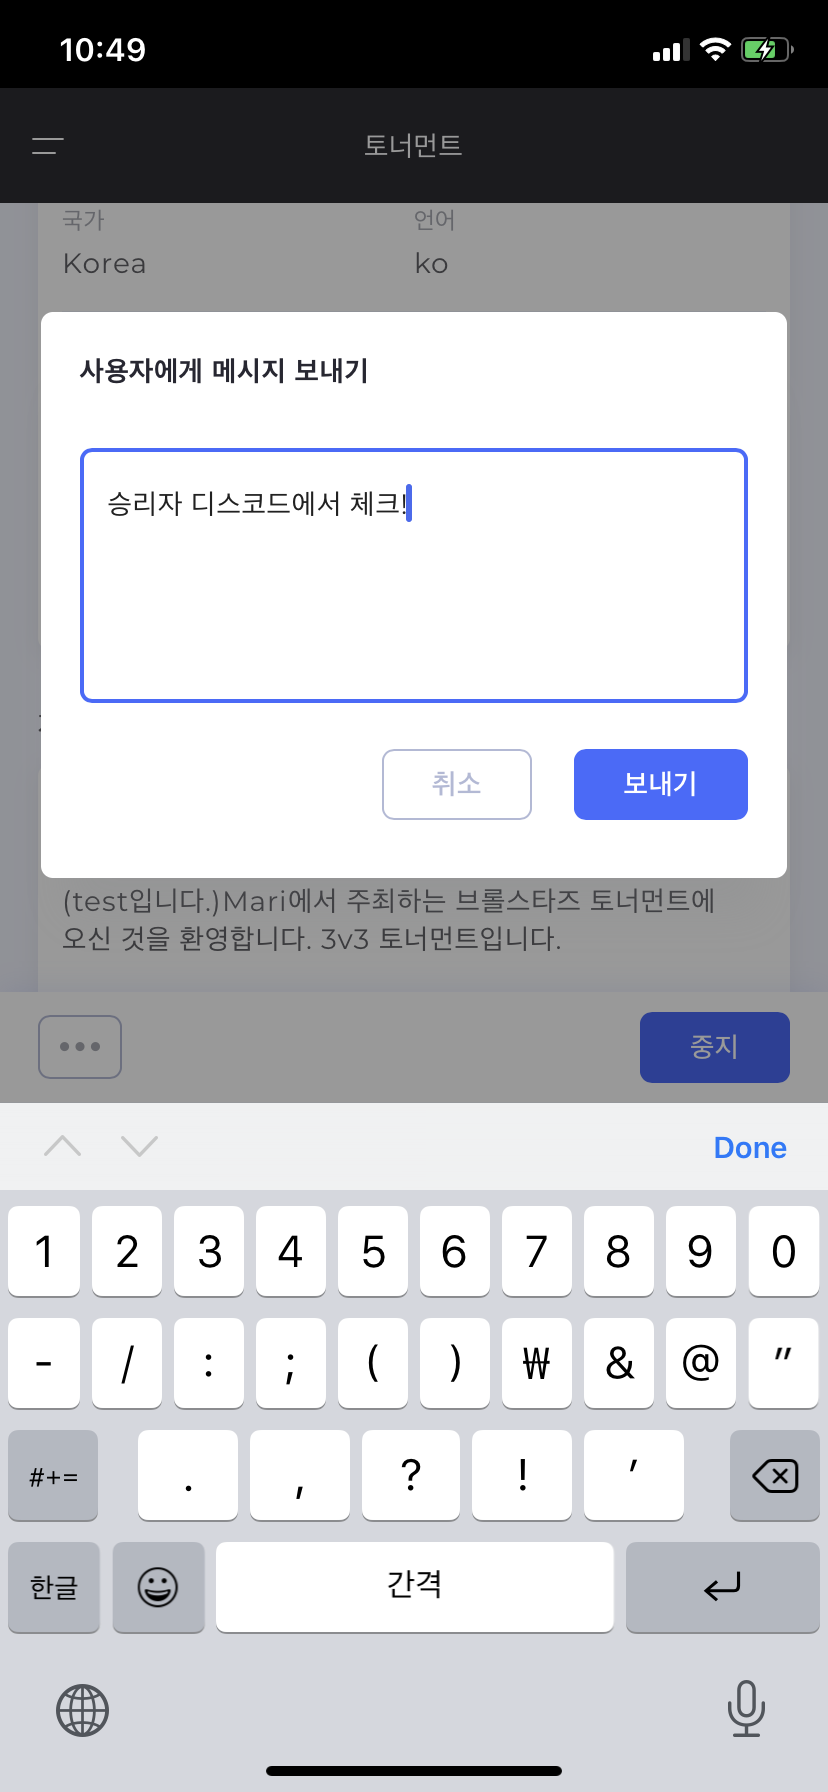 10:49
토너먼트
국가 언어
Korea ko
사용자에게 메시지 보내기
승리자 디스코드에서 체크!
취소 보내기
(test입니다.)Mari에서 주최하는 브롤스타즈 토너먼트에
오신 것을 환영합니다. 3v3 토너먼트입니다.
중지
Done
1 2 3 4 5 6 7 8 9 0
- / : ; ( ) ₩ & @ "
#+= . , ? ! '
한글 간격